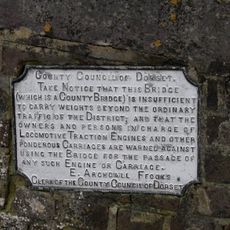 COUNTY COUNCIL OF DORSET.
TAKE NOTICE THAT THIS BRIDGE
(WHICH IS A COUNTY BRIDGE) IS INSUFFICIENT
TO CARRY WEIGHTS BEYOND THE ORDINARY
TRAFFIC OF THE DISTRICT, AND THAT THE
OWNERS AND PERSONS IN CHARGE OF
LOCOMOTIVE TRACTION ENGINES AND OTHER
PONDEROUS CARRIAGES ARE WARNED AGAINST
USING THE BRIDGE FOR THE PASSAGE OF
ANY SUCH ENGINE OR CARRIAGE.
E. ARCHDALL FFOOKS
CLERK OF THE COUNTY COUNCIL OF DORSET